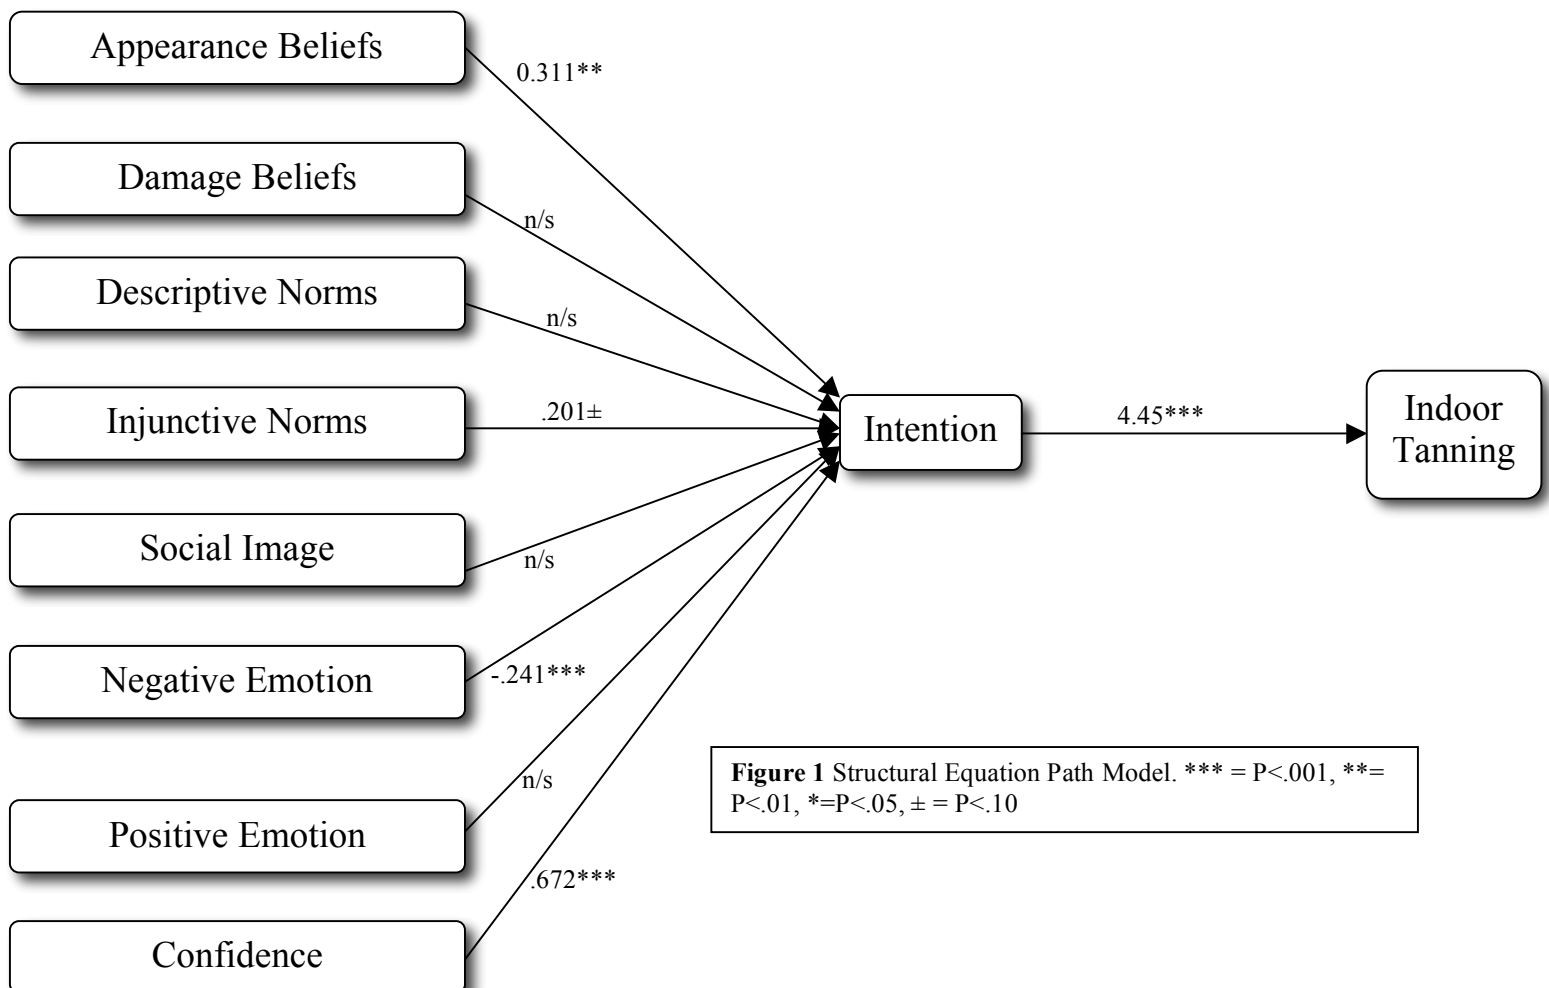 Appearance Beliefs
0.311**
Damage Beliefs
n/s
Descriptive Norms
n/s
Injunctive Norms
.201±
Intention
4.45***
Indoor
Tanning
Social Image
n/s
Negative Emotion
-.241***
Positive Emotion
n/s
Figure 1 Structural Equation Path Model. *** = P<.001, **=
P<.01, *=P<.05, ± = P<.10
.672***
Confidence